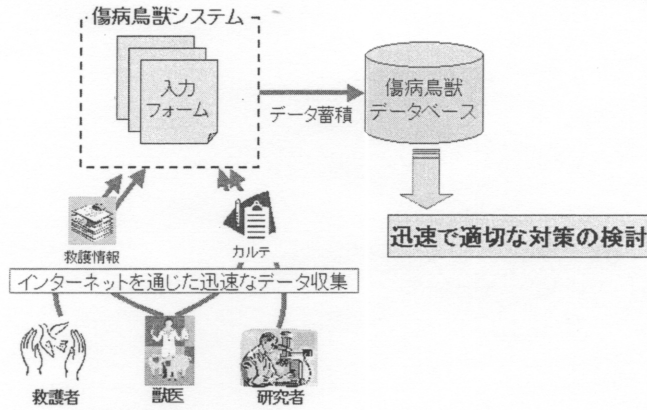 傷病鳥獣システム
入力
フォーム
データ蓄積
傷病鳥獣
データベース
救護情報
カルテ
迅速で適切な対策の検討
インターネットを通じた迅速なデータ収集
救護者
獣医
研究者